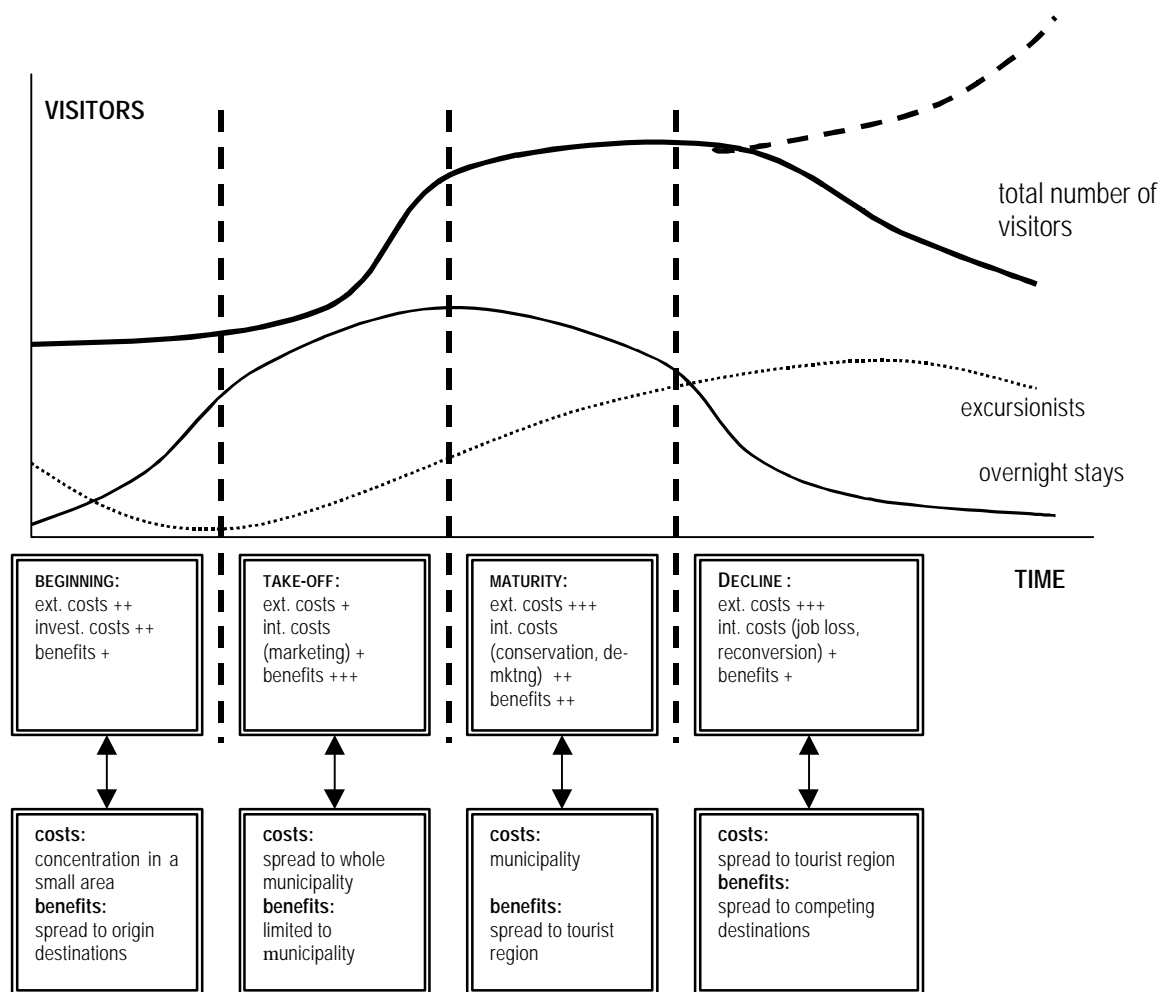 VISITORS
total number of
visitors
excursionists
overnight stays
TIME
BEGINNING:
ext. costs ++
invest. costs ++
benefits +
TAKE-OFF:
ext. costs +
int. costs
(marketing) +
benefits +++
MATURITY:
ext. costs +++
int. costs
(conservation, de-
mktng) ++
benefits ++
DECLINE :
ext. costs +++
int. costs (job loss,
reconversion) +
benefits +
costs:
concentration in a
small area
benefits:
spread to origin
destinations
costs:
spread to whole
municipality
benefits:
limited to
municipality
costs:
municipality
benefits:
spread to tourist
region
costs:
spread to tourist region
benefits:
spread to competing
destinations